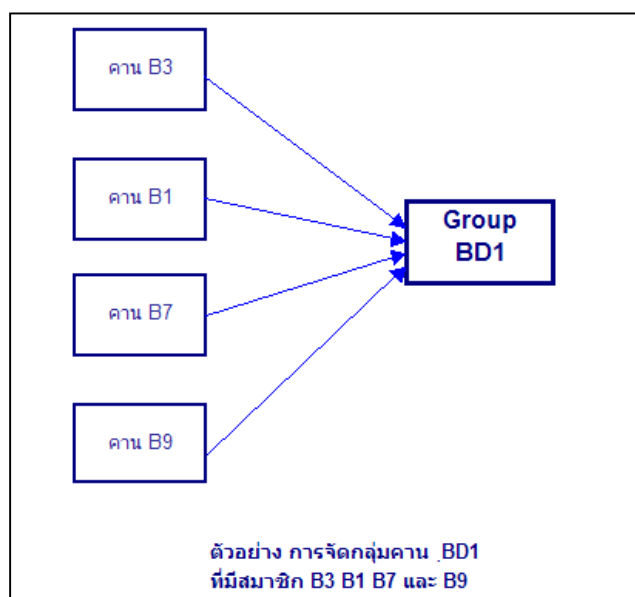 คาน B3
คาน B1
Group
BD1
คาน B7
คาน B9
ตัวอย่าง การจัดกลุ่มคาน BD1
ที่มีสมาชิก B3 B1 B7 และ B9